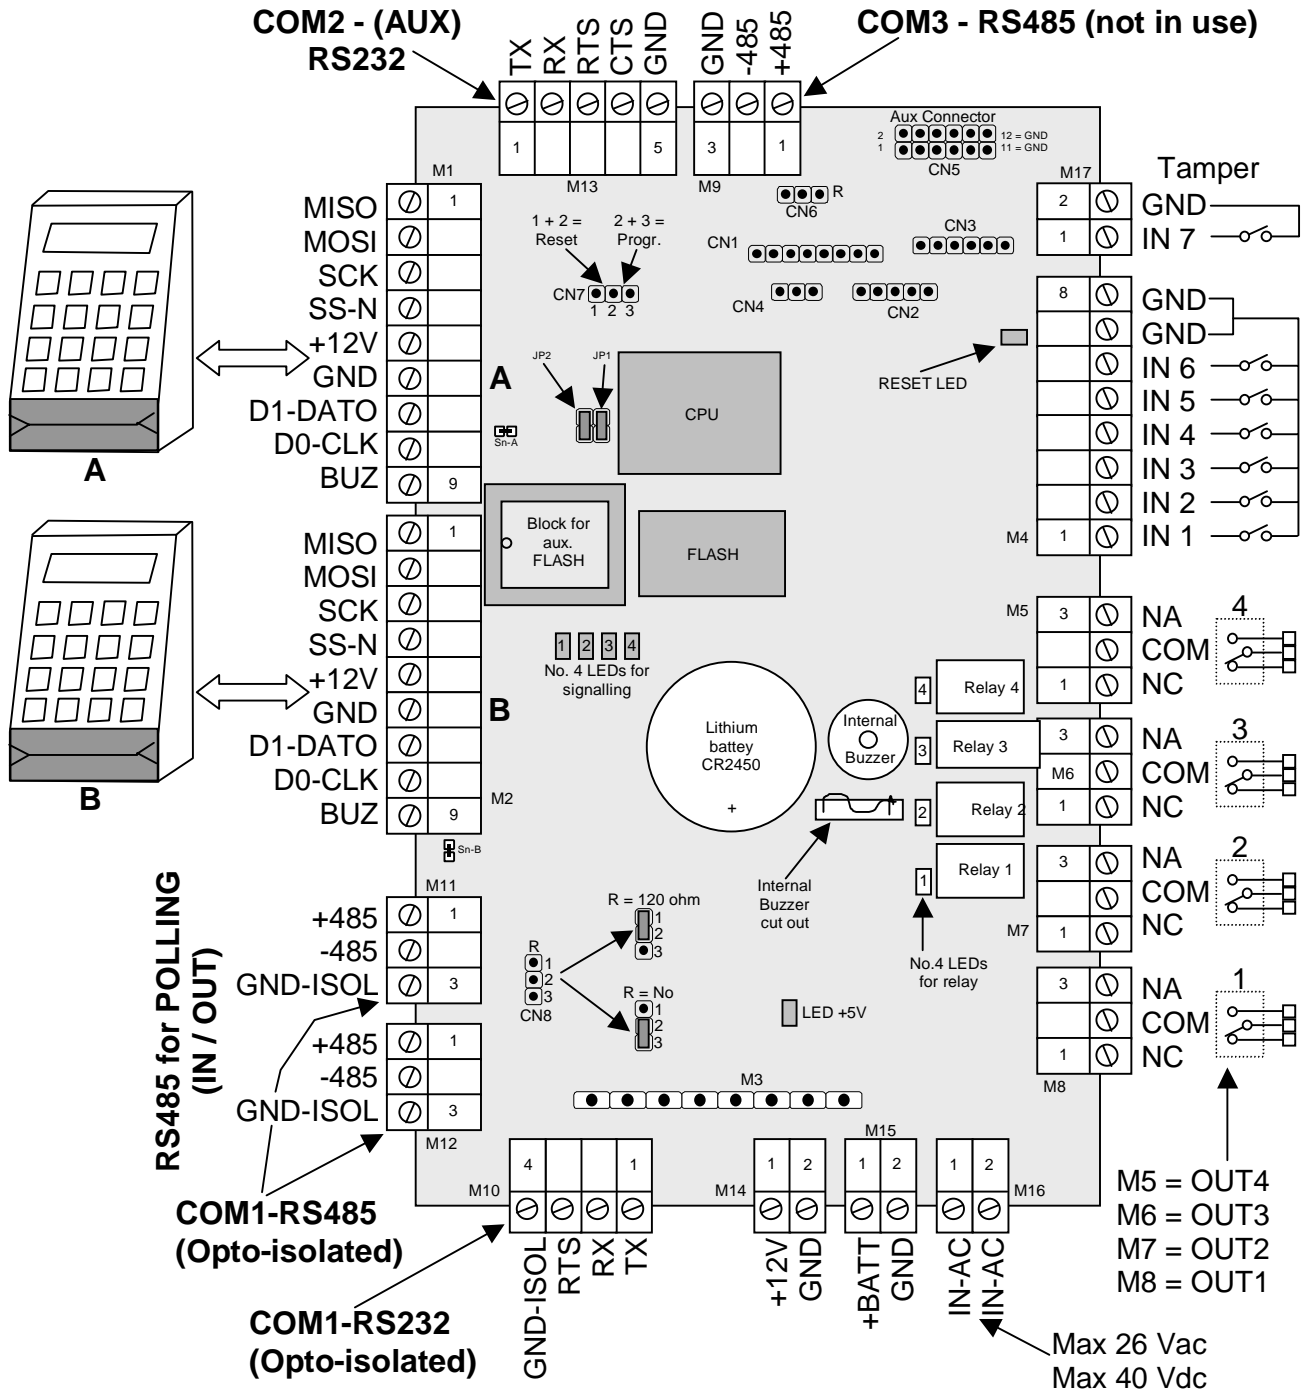 COM2 - (AUX)
RS232
TX
RX
RTS
CTS
GND
GND
-485
+485
COM3 - RS485 (not in use)
1
5
M13
3
1
M9
Aux Connector
2
1
12 = GND
11 = GND
CN5
R
CN6
CN1
CN3
CN4
CN2
1 + 2 =
Reset
2 + 3 =
Progr.
CN7
1 2 3
M17
Tamper
2
GND
1
IN 7
8
GND
GND
IN 6
IN 5
IN 4
IN 3
IN 2
M4
1
IN 1
RESET LED
M1
MISO
1
MOSI
SCK
SS-N
+12V
GND
D1-DATO
D0-CLK
BUZ
9
A
A
Sn-A
JP2
JP1
CPU
Block for
aux.
FLASH
FLASH
1 2 3 4
No. 4 LEDs for
signalling
MISO
1
MOSI
SCK
SS-N
+12V
GND
D1-DATO
D0-CLK
BUZ
9
M2
B
B
Sn-B
Lithium
battey
CR2450
+
Internal
Buzzer
Internal
Buzzer
cut out
4
Relay 4
3
Relay 3
2
Relay 2
1
Relay 1
No.4 LEDs
for relay
M5
3
NA
COM
1
NC
4
3
NA
M6
COM
1
NC
3
3
NA
COM
M7
1
NC
2
3
NA
COM
1
NC
M8
1
RS485 for POLLING
(IN / OUT)
M11
+485
1
-485
GND-ISOL
3
+485
1
-485
GND-ISOL
3
M12
R = 120 ohm
1
2
3
R
1
2
3
CN8
R = No
1
2
3
LED +5V
M3
COM1-RS485
(Opto-isolated)
COM1-RS232
(Opto-isolated)
M10
4
1
GND-ISOL
RTS
RX
TX
M14
1
2
+12V
GND
M15
1
2
+BATT
GND
1
2
M16
IN-AC
IN-AC
Max 26 Vac
Max 40 Vdc
M5 = OUT4
M6 = OUT3
M7 = OUT2
M8 = OUT1